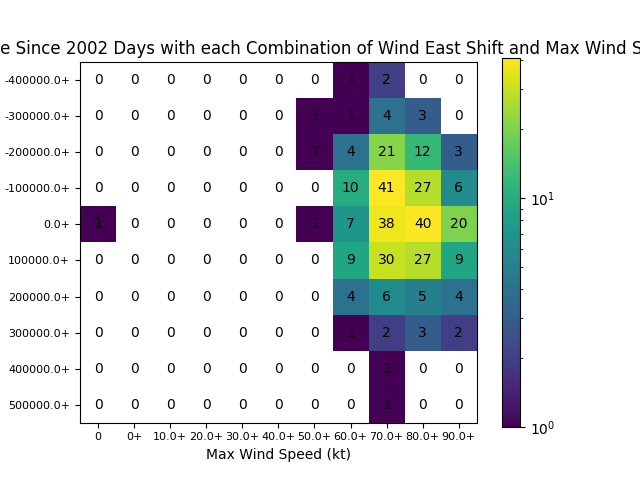 e Since 2002 Days with each Combination of Wind East Shift and Max Wind S
-400000.0+ 0 0 0 0 0 0 0 1 2 0 0
-300000.0+ 0 0 0 0 0 0 1 1 4 3 0
-200000.0+ 0 0 0 0 0 0 1 4 21 12 3
-100000.0+ 0 0 0 0 0 0 0 10 41 27 6
0.0+ 1 0 0 0 0 0 1 7 38 40 20
100000.0+ 0 0 0 0 0 0 0 9 30 27 9
200000.0+ 0 0 0 0 0 0 0 4 6 5 4
300000.0+ 0 0 0 0 0 0 0 1 2 3 2
400000.0+ 0 0 0 0 0 0 0 0 1 0 0
500000.0+ 0 0 0 0 0 0 0 0 1 0 0
0 0+ 10.0+ 20.0+ 30.0+ 40.0+ 50.0+ 60.0+ 70.0+ 80.0+ 90.0+
Max Wind Speed (kt)
10¹
10⁰